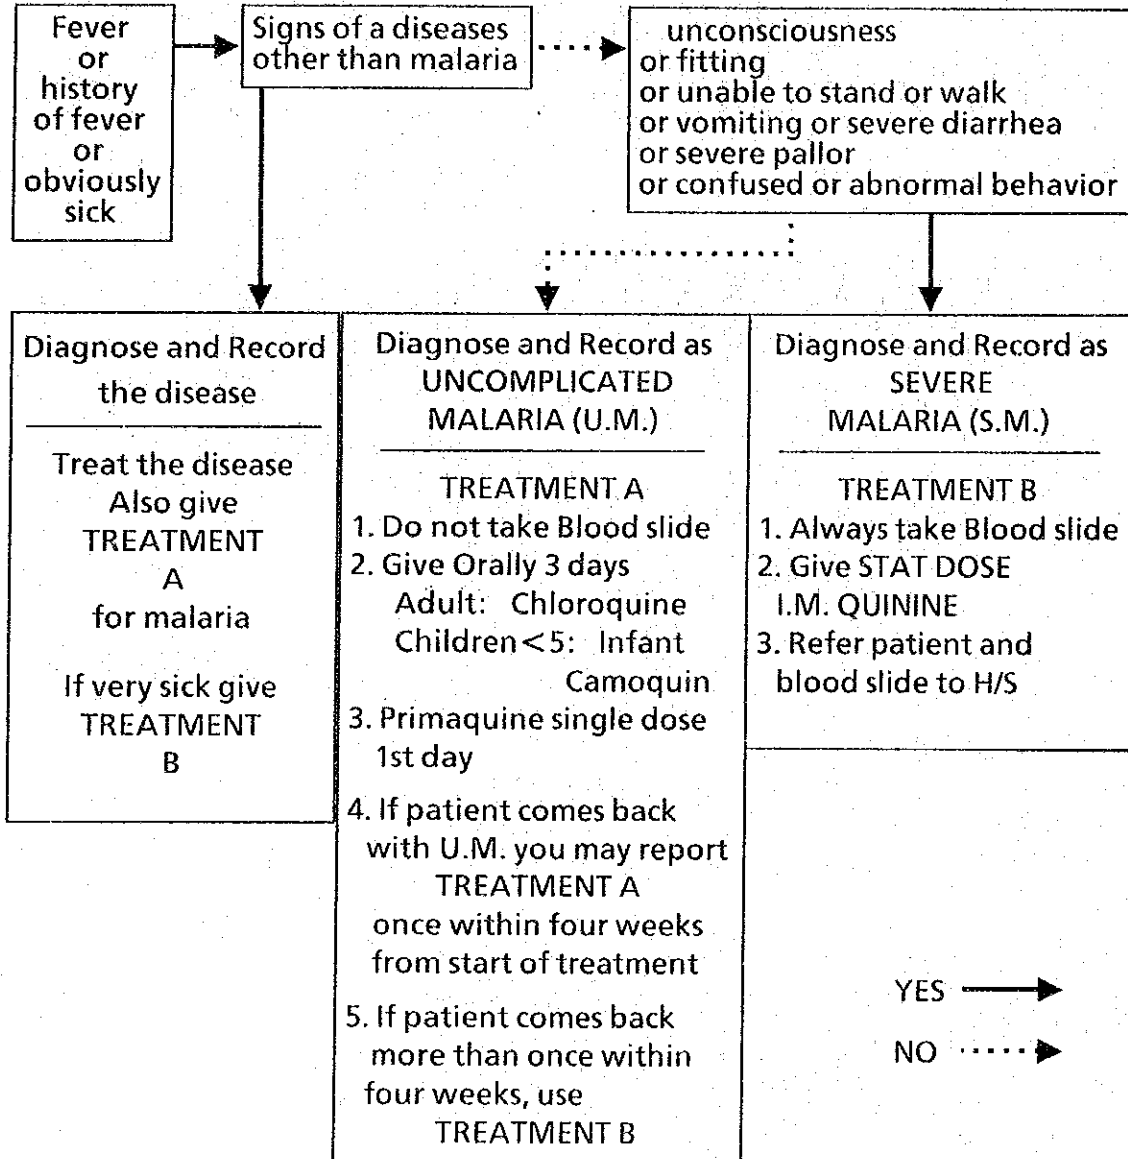 Fever
or
history
of fever
or
obviously
sick
Signs of a diseases
other than malaria
unconsciousness
or fitting
or unable to stand or walk
or vomiting or severe diarrhea
or severe pallor
or confused or abnormal behavior
Diagnose and Record
the disease
Treat the disease
Also give
TREATMENT
A
for malaria
If very sick give
TREATMENT
B
Diagnose and Record as
UNCOMPLICATED
MALARIA (U.M.)
TREATMENT A
1. Do not take Blood slide
2. Give Orally 3 days
Adult: Chloroquine
Children<5: Infant
Camoquin
3. Primaquine single dose
1st day
4. If patient comes back
with U.M. you may report
TREATMENT A
once within four weeks
from start of treatment
5. If patient comes back
more than once within
four weeks, use
TREATMENT B
Diagnose and Record as
SEVERE
MALARIA (S.M.)
TREATMENT B
1. Always take Blood slide
2. Give STAT DOSE
I.M. QUININE
3. Refer patient and
blood slide to H/S
YES
NO